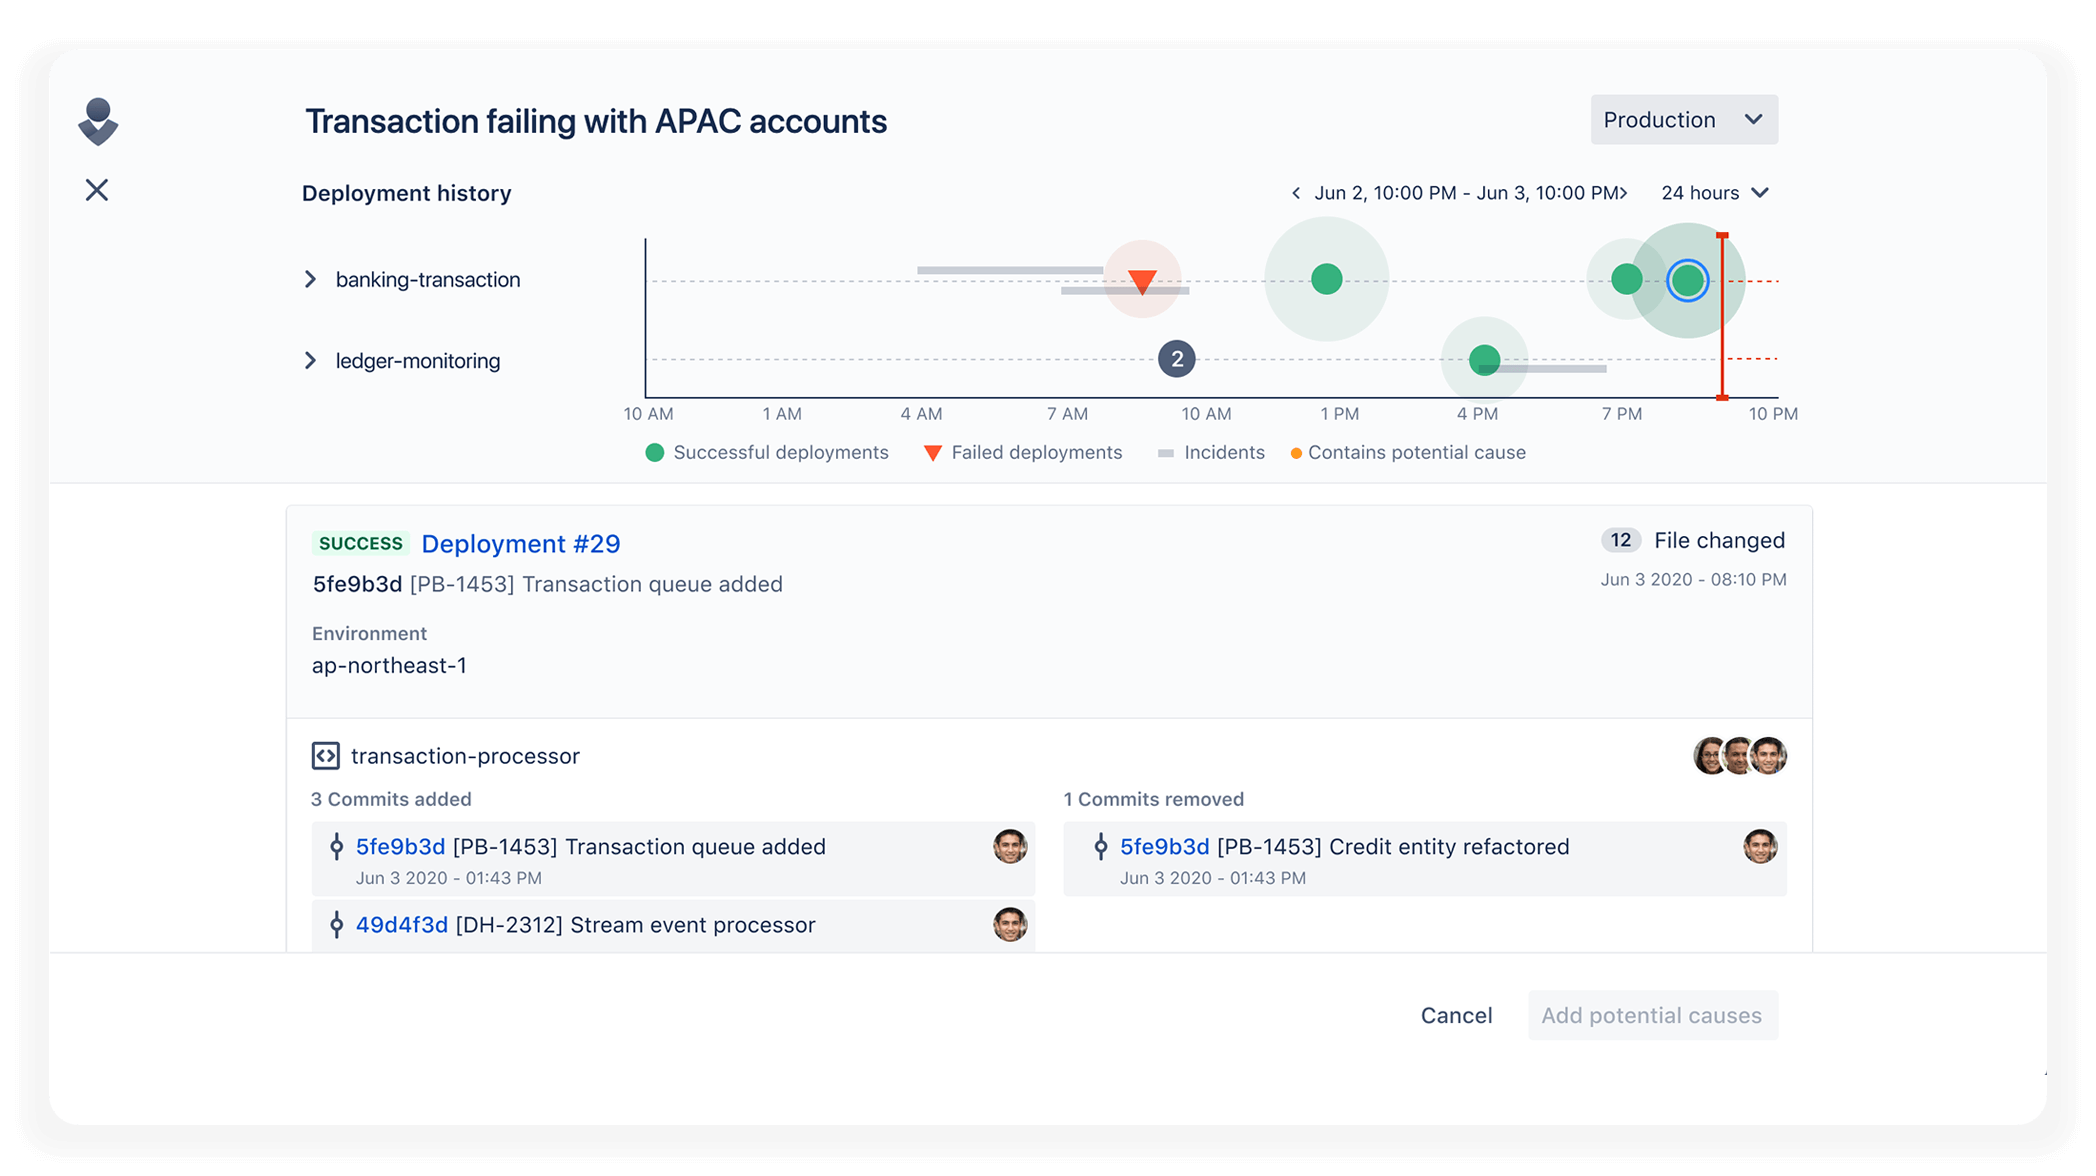 Transaction failing with APAC accounts
Production
Deployment history
Jun 2, 10:00 PM - Jun 3, 10:00 PM
24 hours
banking-transaction
ledger-monitoring
2
10 AM 1 AM 4 AM 7 AM 10 AM 1 PM 4 PM 7 PM 10 PM
Successful deployments Failed deployments Incidents Contains potential cause
SUCCESS Deployment #29
12 File changed
5fe9b3d [PB-1453] Transaction queue added
Jun 3 2020 - 08:10 PM
Environment
ap-northeast-1
transaction-processor
3 Commits added
5fe9b3d [PB-1453] Transaction queue added
Jun 3 2020 - 01:43 PM
49d4f3d [DH-2312] Stream event processor
1 Commits removed
5fe9b3d [PB-1453] Credit entity refactored
Jun 3 2020 - 01:43 PM
Cancel
Add potential causes